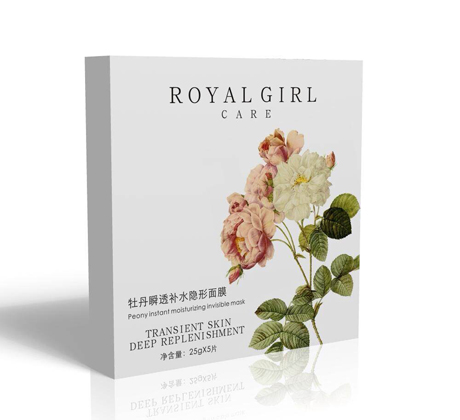 ROYAL GIRL
CARE
牡丹瞬透补水隐形面膜
Peony instant moisturizing invisible mask
TRANSIENT SKIN
DEEP REPLENISHMENT
净含量：25gX5片